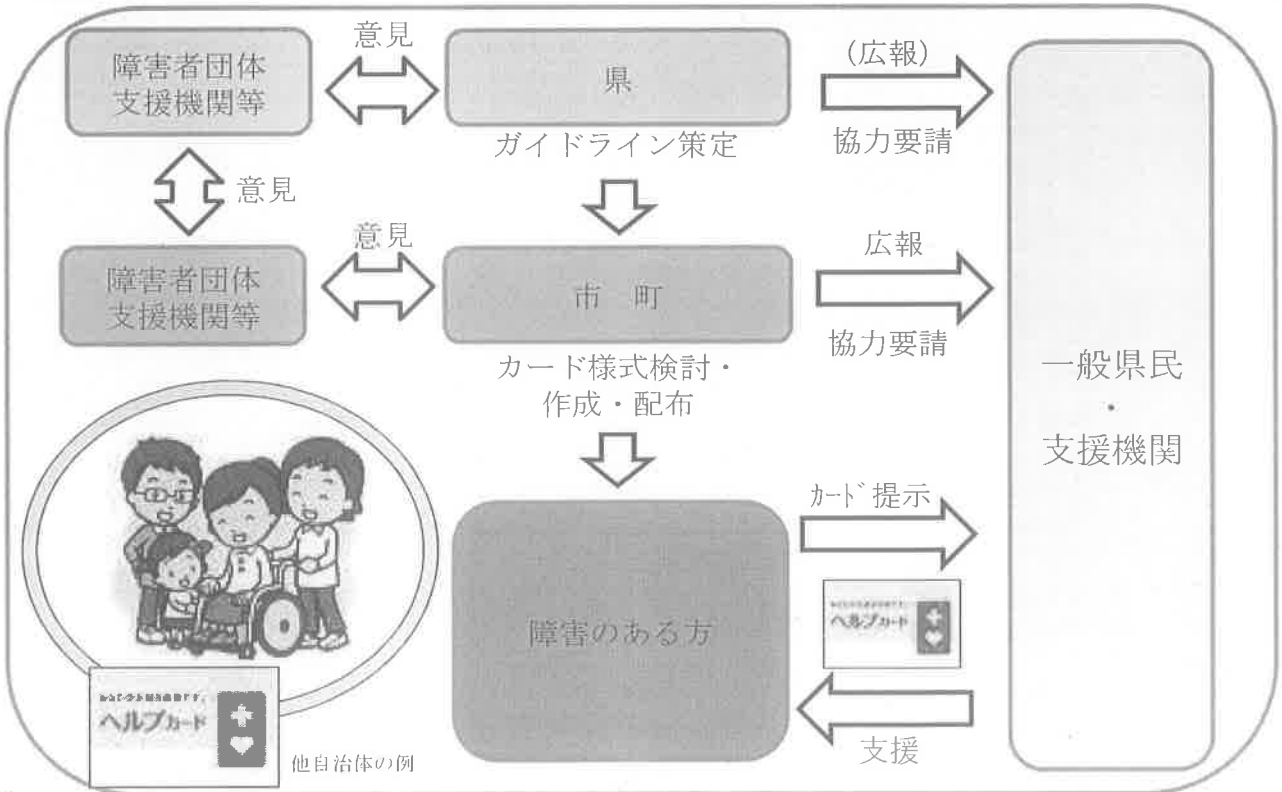 障害者団体
支援機関等
意見
県
ガイドライン策定
(広報)
協力要請
意見
障害者団体
支援機関等
意見
市 町
カード様式検討・
作成・配布
広報
協力要請
一般県民
・
支援機関
障害のある方
カード提示
ヘルプカード
支援
ヘルプカード
他自治体の例